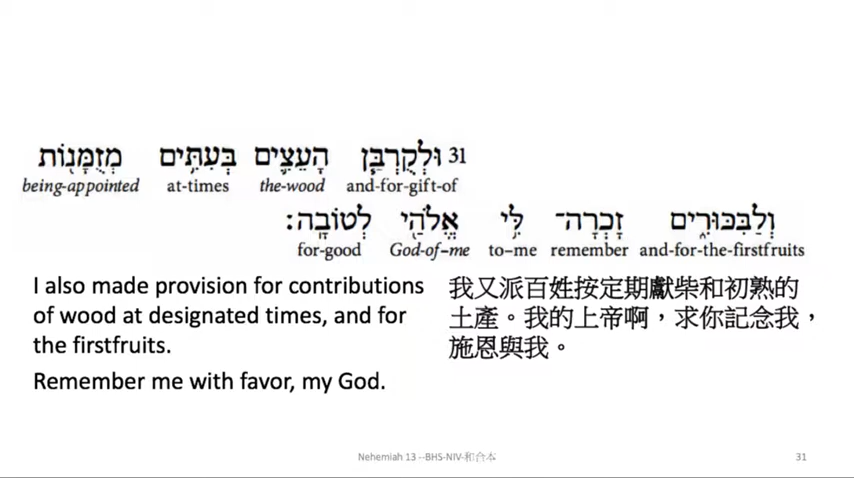 31 וּלְקֻרְבַּ֧ן הָעֵצִ֛ים בְּעִתִּ֥ים מְזֻמָּנ֖וֹת
and-for-gift-of the-wood at-times being-appointed
וְלַבִּכּוּרִ֑ים זָכְרָה־ לִּ֥י אֱלֹהַ֖י לְטוֹבָֽה׃
and-for-the-firstfruits remember to–me God-of–me for-good
I also made provision for contributions
of wood at designated times, and for
the firstfruits.
Remember me with favor, my God.
我又派百姓按定期獻柴和初熟的
土產。我的上帝啊，求你記念我，
施恩與我。
Nehemiah 13 --BHS-NIV-和合本
31